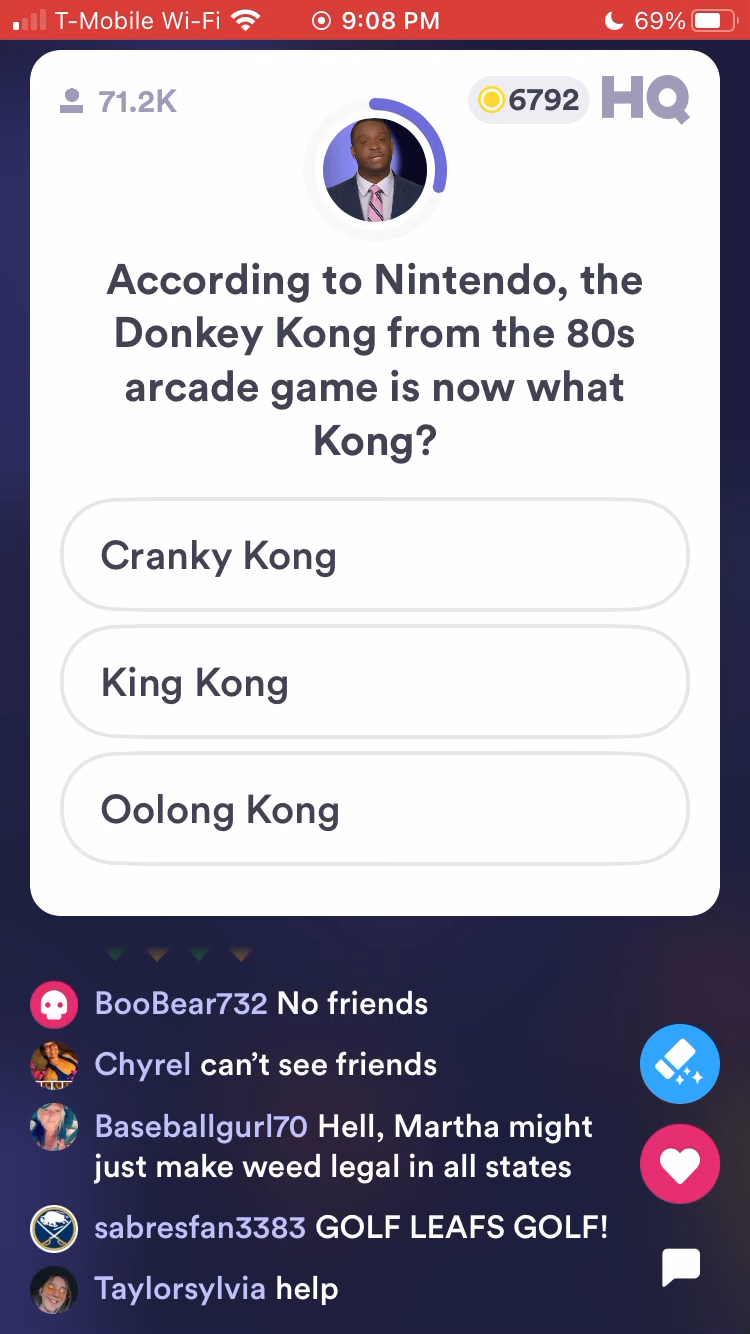 T-Mobile Wi-Fi 9:08 PM 69%
71.2K 6792 HQ
According to Nintendo, the
Donkey Kong from the 80s
arcade game is now what
Kong?
Cranky Kong
King Kong
Oolong Kong
BooBear732 No friends
Chyrel can't see friends
Baseballgurl70 Hell, Martha might
just make weed legal in all states
sabresfan3383 GOLF LEAFS GOLF!
Taylorsylvia help